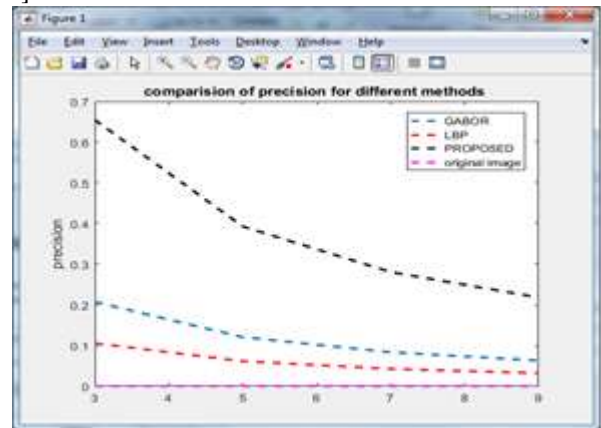 ]
Figure 1
File Edit View Insert Tools Desktop Window Help
comparision of precision for different methods
GABOR
LBP
PROPOSED
original image
precision
0.7
0.6
0.5
0.4
0.3
0.2
0.1
0
3 4 5 6 7 8 9